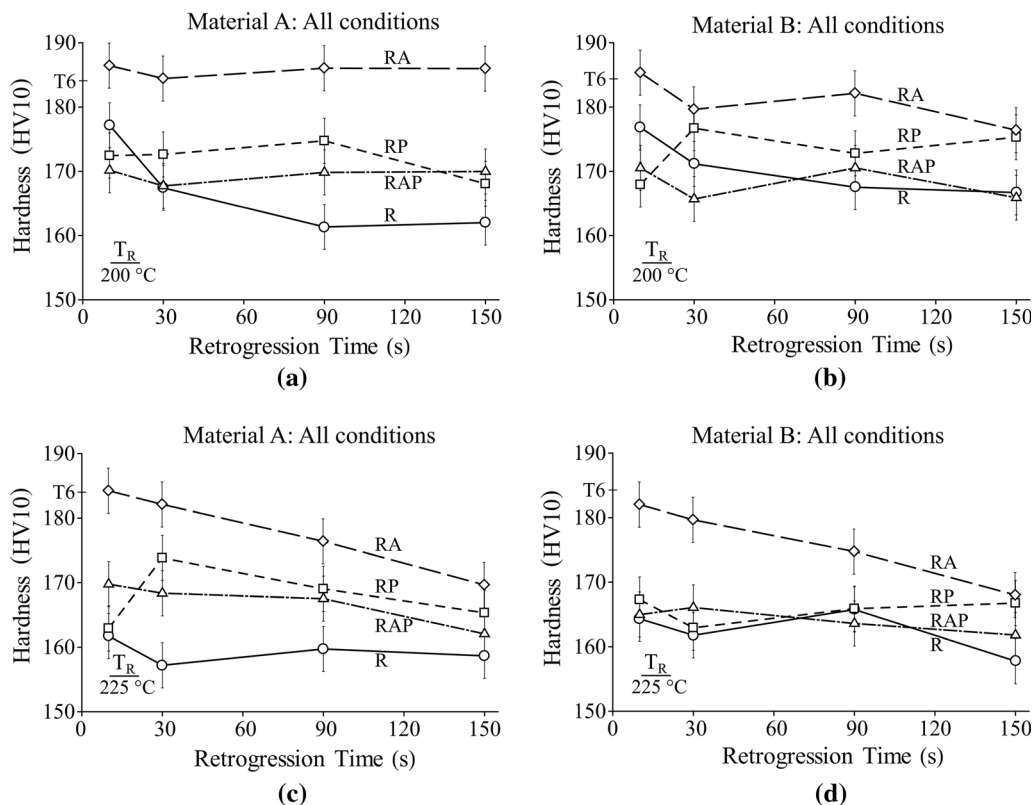 Material A: All conditions
190
T6
180
170
160
150
Hardness (HV10)
RA
RP
RAP
R
T_R
200 °C
0 30 60 90 120 150
Retrogression Time (s)
(a)
Material B: All conditions
190
T6
180
170
160
150
Hardness (HV10)
RA
RP
RAP
R
T_R
200 °C
0 30 60 90 120 150
Retrogression Time (s)
(b)
Material A: All conditions
190
T6
180
170
160
150
Hardness (HV10)
RA
RP
RAP
R
T_R
225 °C
0 30 60 90 120 150
Retrogression Time (s)
(c)
Material B: All conditions
190
T6
180
170
160
150
Hardness (HV10)
RA
RP
RAP
R
T_R
225 °C
0 30 60 90 120 150
Retrogression Time (s)
(d)